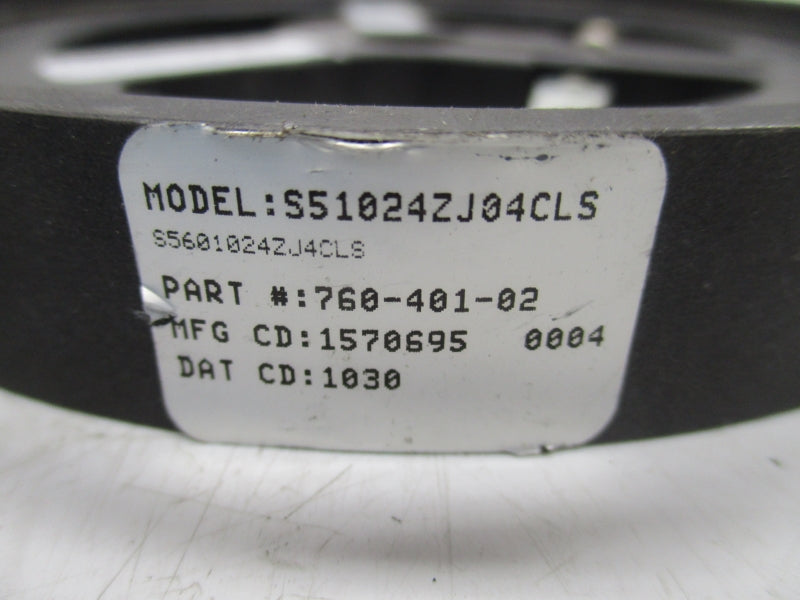 MODEL:S51024ZJ04CLS
S5601024ZJ4CLS
PART #:760-401-02
MFG CD:1570695 0004
DAT CD:1030